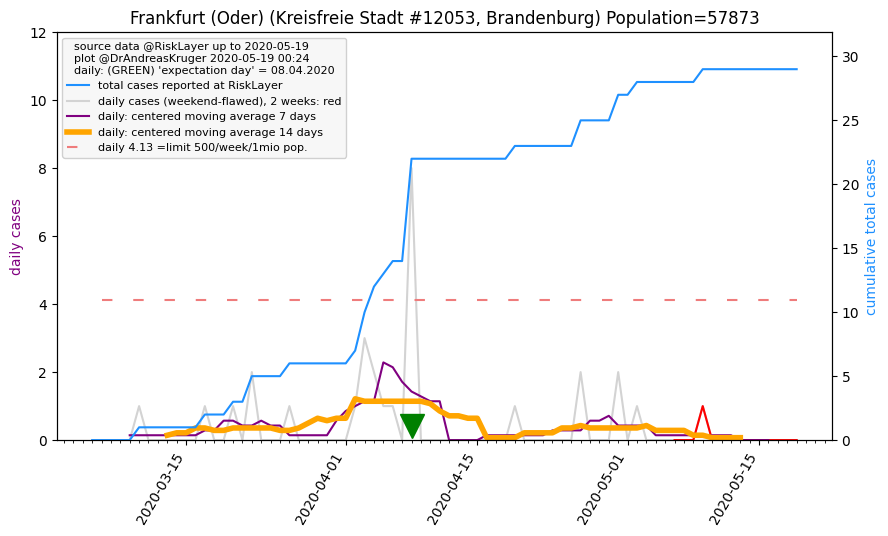 Frankfurt (Oder) (Kreisfreie Stadt #12053, Brandenburg) Population=57873
source data @RiskLayer up to 2020-05-19
plot @DrAndreasKruger 2020-05-19 00:24
daily: (GREEN) 'expectation day' = 08.04.2020
total cases reported at RiskLayer
daily cases (weekend-flawed), 2 weeks: red
daily: centered moving average 7 days
daily: centered moving average 14 days
daily 4.13 =limit 500/week/1mio pop.
daily cases
12
10
8
6
4
2
0
30
25
20
15
10
5
0
cumulative total cases
2020-03-15
2020-04-01
2020-04-15
2020-05-01
2020-05-15